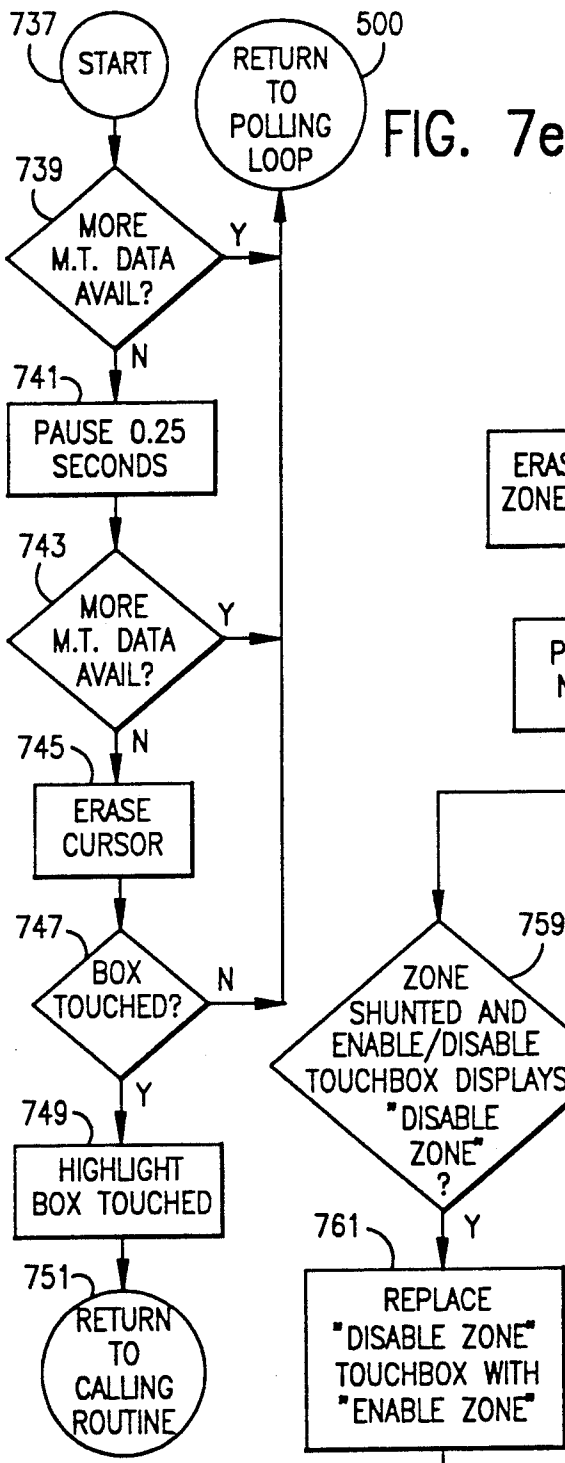 737
START
500
RETURN
TO
POLLING
LOOP
FIG. 7e
739
MORE
M.T. DATA
AVAIL?
Y
N
741
PAUSE 0.25
SECONDS
743
MORE
M.T. DATA
AVAIL?
Y
N
745
ERASE
CURSOR
747
BOX
TOUCHED?
N
Y
749
HIGHLIGHT
BOX TOUCHED
751
RETURN
TO
CALLING
ROUTINE
ZONE
759
ZONE
SHUNTED AND
ENABLE/DISABLE
TOUCHBOX DISPLAYS
"DISABLE
ZONE"
?
Y
761
REPLACE
"DISABLE ZONE"
TOUCHBOX WITH
"ENABLE ZONE"